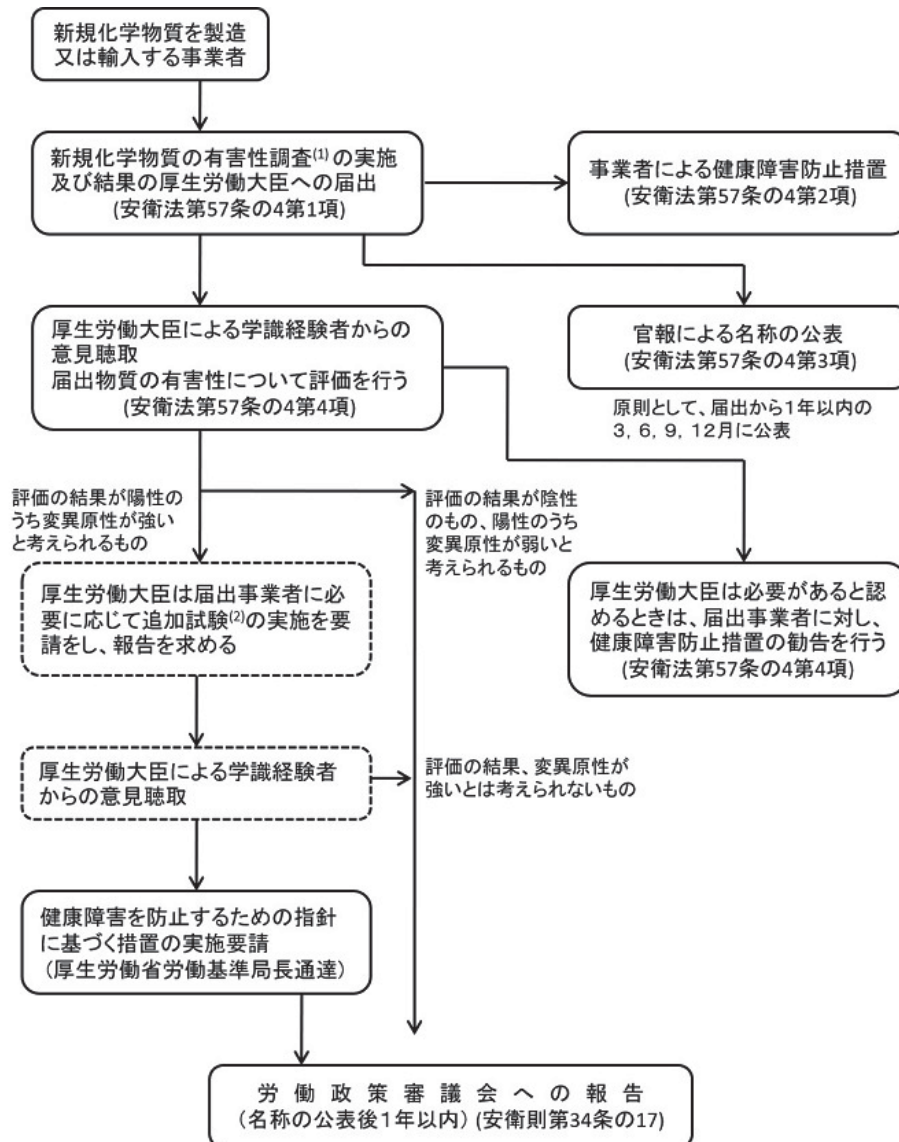 新規化学物質を製造
又は輸入する事業者
新規化学物質の有害性調査(1)の実施
及び結果の厚生労働大臣への届出
(安衛法第57条の4第1項)
事業者による健康障害防止措置
(安衛法第57条の4第2項)
厚生労働大臣による学識経験者からの
意見聴取
届出物質の有害性について評価を行う
(安衛法第57条の4第4項)
官報による名称の公表
(安衛法第57条の4第3項)
原則として、届出から1年以内の
3, 6, 9, 12月に公表
評価の結果が陽性の
うち変異原性が強い
と考えられるもの
評価の結果が陰性
のもの、陽性のうち
変異原性が弱いと
考えられるもの
厚生労働大臣は届出事業者に必
要に応じて追加試験(2)の実施を要
請をし、報告を求める
厚生労働大臣は必要があると認
めるときは、届出事業者に対し、
健康障害防止措置の勧告を行う
(安衛法第57条の4第4項)
厚生労働大臣による学識経験者
からの意見聴取
評価の結果、変異原性が
強いとは考えられないもの
健康障害を防止するための指針
に基づく措置の実施要請
(厚生労働省労働基準局長通達)
労働政策審議会への報告
(名称の公表後1年以内) (安衛則第34条の17)